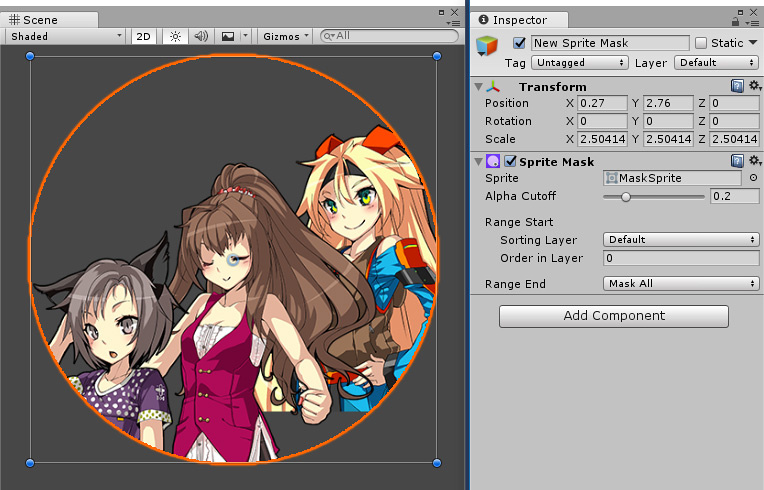 Scene
Shaded
2D
Gizmos
All
Inspector
New Sprite Mask
Static
Tag Untagged Layer Default
Transform
Position X 0.27 Y 2.76 Z 0
Rotation X 0 Y 0 Z 0
Scale X 2.50414 Y 2.50414 Z 2.50414
Sprite Mask
Sprite MaskSprite
Alpha Cutoff 0.2
Range Start
Sorting Layer Default
Order in Layer 0
Range End Mask All
Add Component